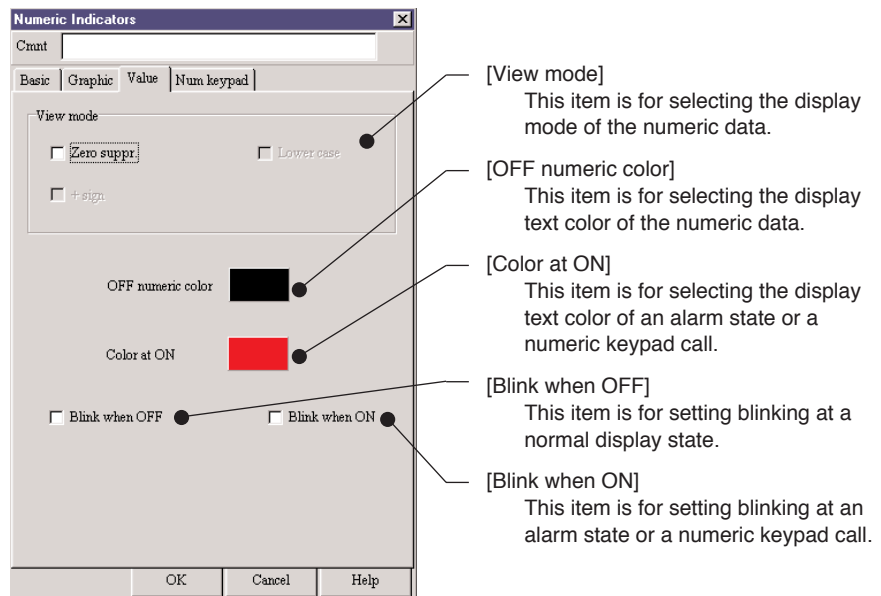 Numeric Indicators
Cmnt
Basic Graphic Value Num keypad
View mode
Zero suppr. Lower case
+ sign
OFF numeric color
Color at ON
Blink when OFF Blink when ON
OK Cancel Help
[View mode]
This item is for selecting the display
mode of the numeric data.
[OFF numeric color]
This item is for selecting the display
text color of the numeric data.
[Color at ON]
This item is for selecting the display
text color of an alarm state or a
numeric keypad call.
[Blink when OFF]
This item is for setting blinking at a
normal display state.
[Blink when ON]
This item is for setting blinking at an
alarm state or a numeric keypad call.